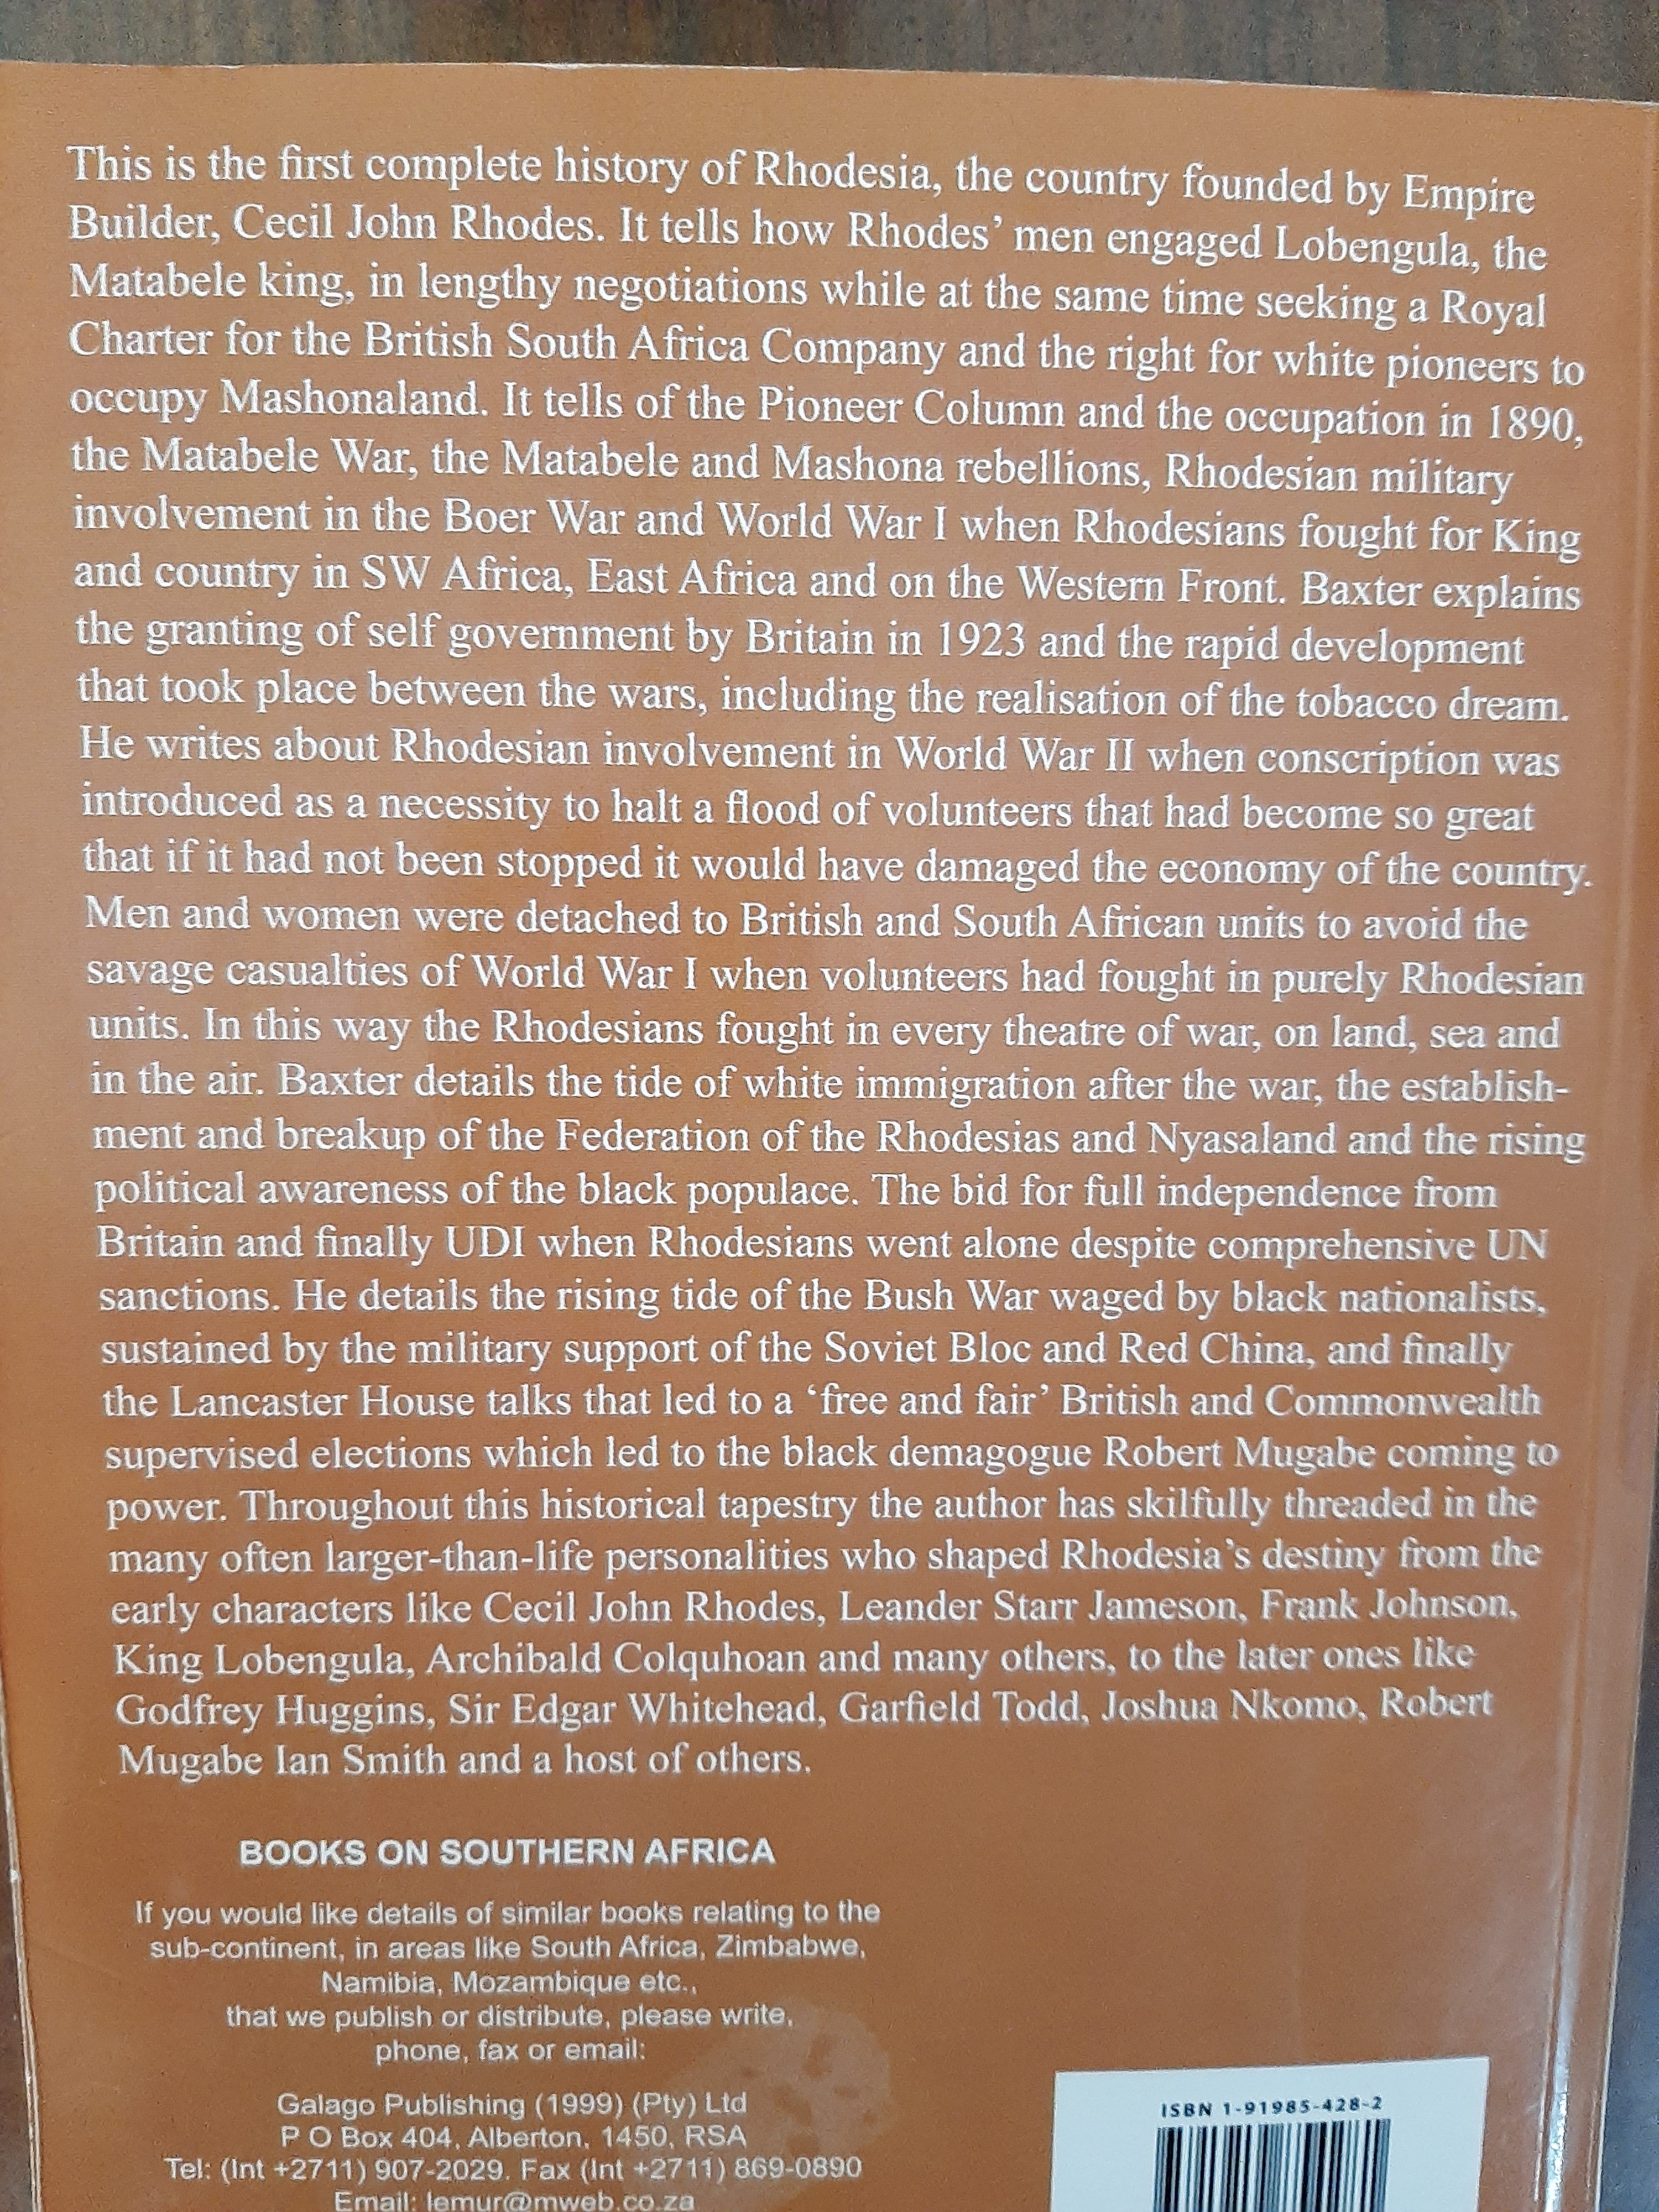 This is the first complete history of Rhodesia, the country founded by Empire
Builder, Cecil John Rhodes. It tells how Rhodes' men engaged Lobengula, the
Matabele king, in lengthy negotiations while at the same time seeking a Royal
Charter for the British South Africa Company and the right for white pioneers to
occupy Mashonaland. It tells of the Pioneer Column and the occupation in 1890,
the Matabele War, the Matabele and Mashona rebellions, Rhodesian military
involvement in the Boer War and World War I when Rhodesians fought for King
and country in SW Africa, East Africa and on the Western Front. Baxter explains
the granting of self government by Britain in 1923 and the rapid development
that took place between the wars, including the realisation of the tobacco dream.
He writes about Rhodesian involvement in World War II when conscription was
introduced as a necessity to halt a flood of volunteers that had become so great
that if it had not been stopped it would have damaged the economy of the country.
Men and women were detached to British and South African units to avoid the
savage casualties of World War I when volunteers had fought in purely Rhodesian
units. In this way the Rhodesians fought in every theatre of war, on land, sea and
in the air. Baxter details the tide of white immigration after the war, the establish-
ment and breakup of the Federation of the Rhodesias and Nyasaland and the rising
political awareness of the black populace. The bid for full independence from
Britain and finally UDI when Rhodesians went alone despite comprehensive UN
sanctions. He details the rising tide of the Bush War waged by black nationalists,
sustained by the military support of the Soviet Bloc and Red China, and finally
the Lancaster House talks that led to a ‘free and fair’ British and Commonwealth
supervised elections which led to the black demagogue Robert Mugabe coming to
power. Throughout this historical tapestry the author has skilfully threaded in the
many often larger-than-life personalities who shaped Rhodesia's destiny from the
early characters like Cecil John Rhodes, Leander Starr Jameson, Frank Johnson,
King Lobengula, Archibald Colquhoan and many others, to the later ones like
Godfrey Huggins, Sir Edgar Whitehead, Garfield Todd, Joshua Nkomo, Robert
Mugabe Ian Smith and a host of others.
BOOKS ON SOUTHERN AFRICA
If you would like details of similar books relating to the
sub-continent, in areas like South Africa, Zimbabwe,
Namibia, Mozambique etc.,
that we publish or distribute, please write,
phone, fax or email:
Galago Publishing (1999) (Pty) Ltd
P O Box 404, Alberton, 1450, RSA
Tel: (Int +2711) 907-2029. Fax (Int +2711) 869-0890
Email: lemur@mweb.co.za
ISBN 1-91985-428-2